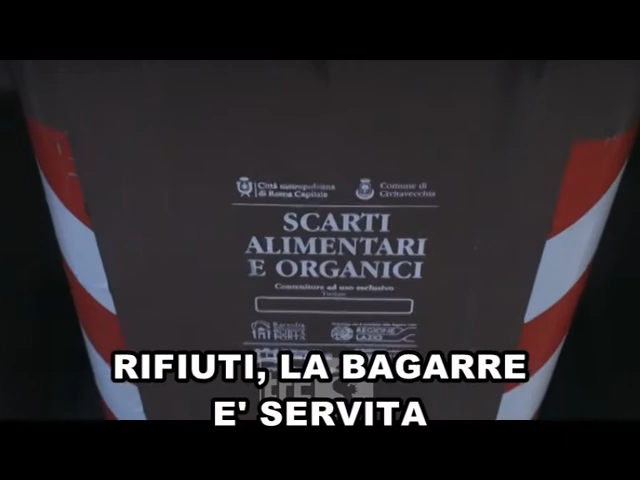 Città metropolitana
di Roma Capitale
Comune di
Civitavecchia
SCARTI
ALIMENTARI
E ORGANICI
Contenitore ad uso esclusivo
REGIONE
LAZIO
RIFIUTI, LA BAGARRE
E' SERVITA